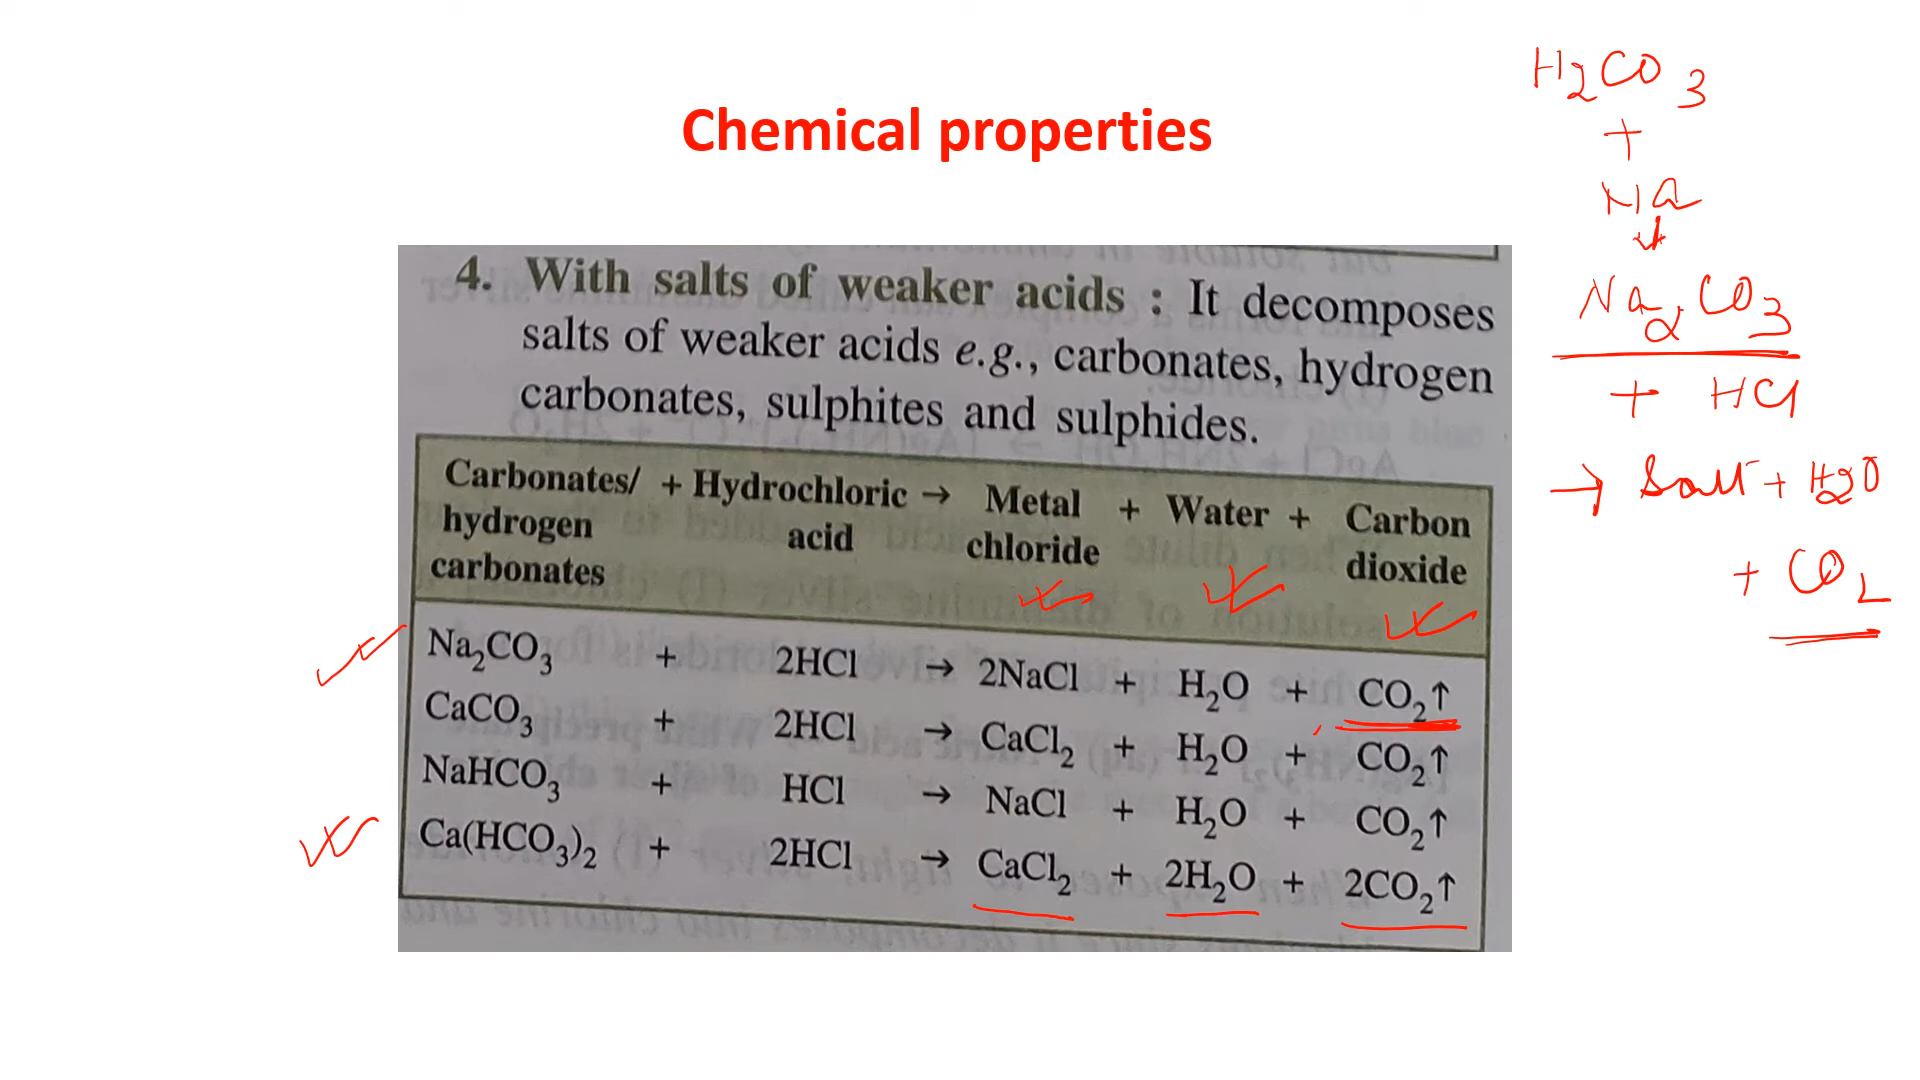 Chemical properties
4. With salts of weaker acids : It decomposes
salts of weaker acids e.g., carbonates, hydrogen
carbonates, sulphites and sulphides.
Carbonates/ + Hydrochloric → Metal + Water + Carbon
hydrogen acid chloride dioxide
carbonates
Na₂CO₃ + 2HCl → 2NaCl + H₂O + CO₂↑
CaCO₃ + 2HCl → CaCl₂ + H₂O + CO₂↑
NaHCO₃ + HCl → NaCl + H₂O + CO₂↑
Ca(HCO₃)₂ + 2HCl → CaCl₂ + 2H₂O + 2CO₂↑
H₂CO₃
+
Na
↓
Na₂CO₃
+ HCl
→ Salt + H₂O
+ CO₂